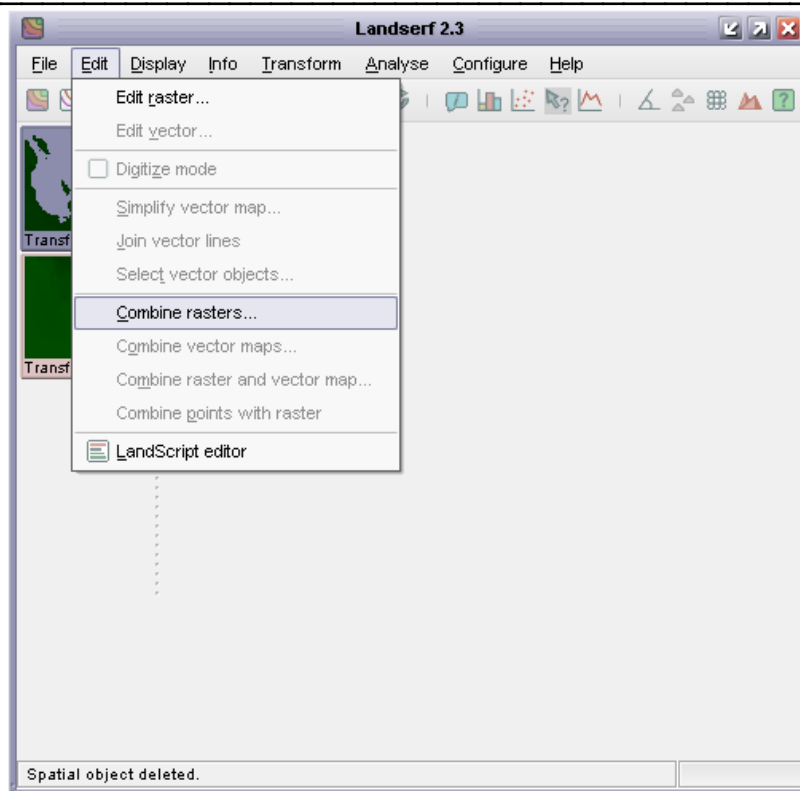 Landserf 2.3
File Edit Display Info Transform Analyse Configure Help
Edit raster...
Edit vector...
Digitize mode
Simplify vector map...
Join vector lines
Select vector objects...
Combine rasters...
Combine vector maps...
Combine raster and vector map...
Combine points with raster
LandScript editor
Transf
Transf
Spatial object deleted.